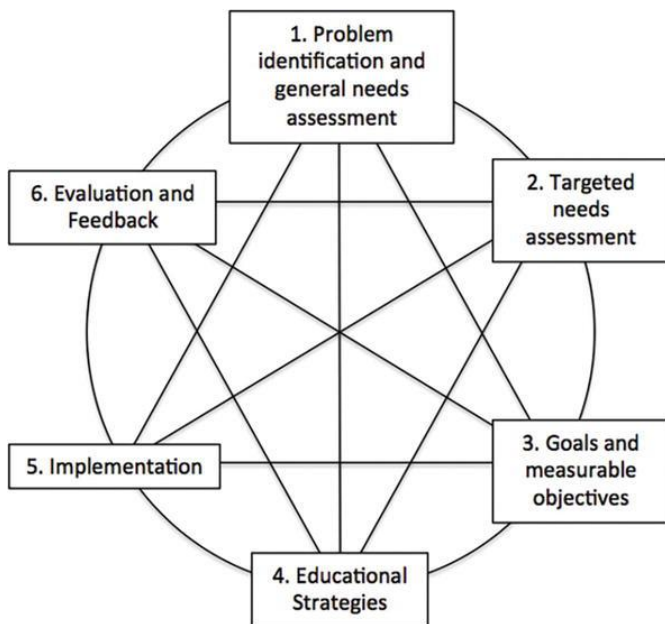 1. Problem
identification and
general needs
assessment
2. Targeted
needs
assessment
3. Goals and
measurable
objectives
4. Educational
Strategies
5. Implementation
6. Evaluation and
Feedback